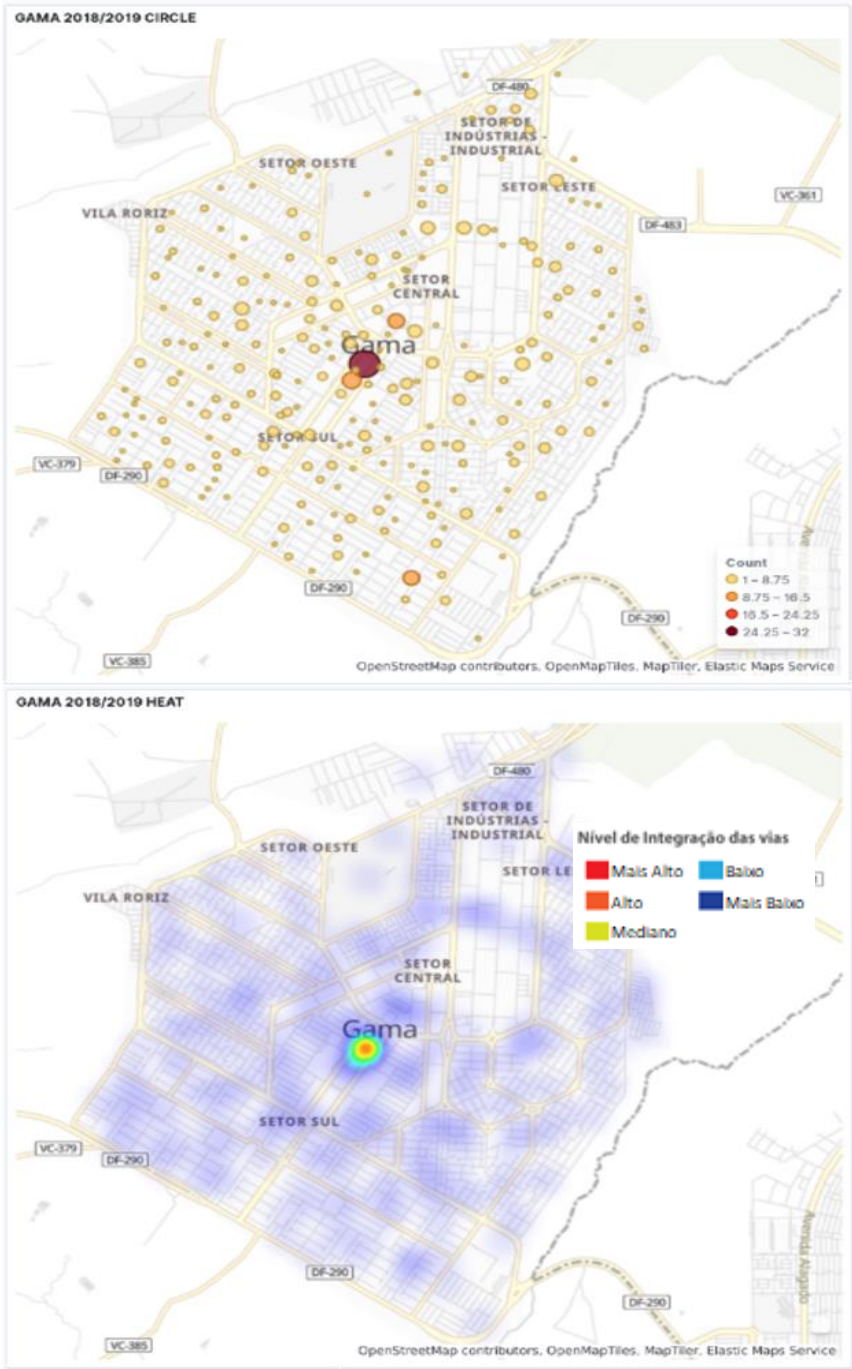 GAMA 2018/2019 CIRCLE
DF-480
SETOR DE
INDÚSTRIAS -
INDUSTRIAL
SETOR OESTE
SETOR LESTE
VC-361
VILA RORIZ
DF-483
SETOR
CENTRAL
Gama
SETOR SUL
VC-379
DF-290
Avenida
Count
1 – 8.75
8.75 – 16.5
16.5 – 24.25
24.25 – 32
DF-290
DF-290
VC-385
OpenStreetMap contributors, OpenMapTiles, MapTiler, Elastic Maps Service
GAMA 2018/2019 HEAT
DF-480
SETOR DE
INDÚSTRIAS -
INDUSTRIAL
Nível de Integração das vias
SETOR OESTE
SETOR LE
Mais Alto
Baixo
VILA RORIZ
Alto
Mais Baixo
Mediano
SETOR
CENTRAL
Gama
SETOR SUL
VC-379
DF-290
Avenida Alagado
DF-290
DF-290
VC-385
OpenStreetMap contributors, OpenMapTiles, MapTiler, Elastic Maps Service